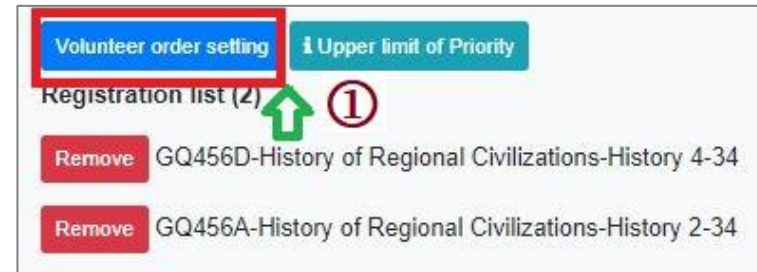 Volunteer order setting i Upper limit of Priority
Registration list (2) ①
Remove GQ456D-History of Regional Civilizations-History 4-34
Remove GQ456A-History of Regional Civilizations-History 2-34